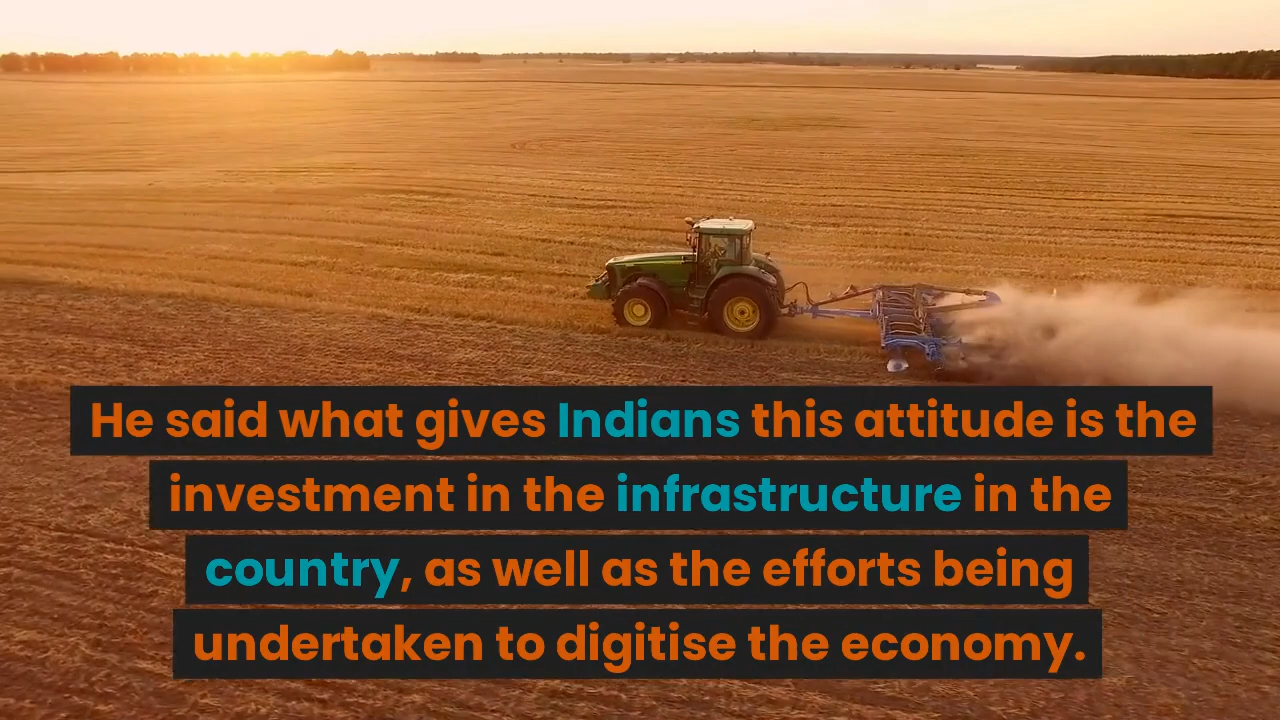 He said what gives Indians this attitude is the
investment in the infrastructure in the
country, as well as the efforts being
undertaken to digitise the economy.